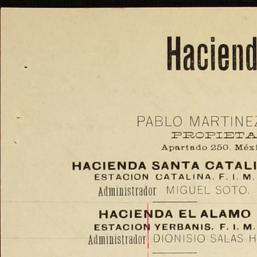 Haciend
PABLO MARTINEZ
PROPIETA
Apartado 250. Méxi
HACIENDA SANTA CATALI
ESTACION CATALINA. F. I. M.
Administrador MIGUEL SOTO.
HACIENDA EL ALAMO
ESTACION YERBANIS. F. I. M.
Administrador DIONISIO SALAS H